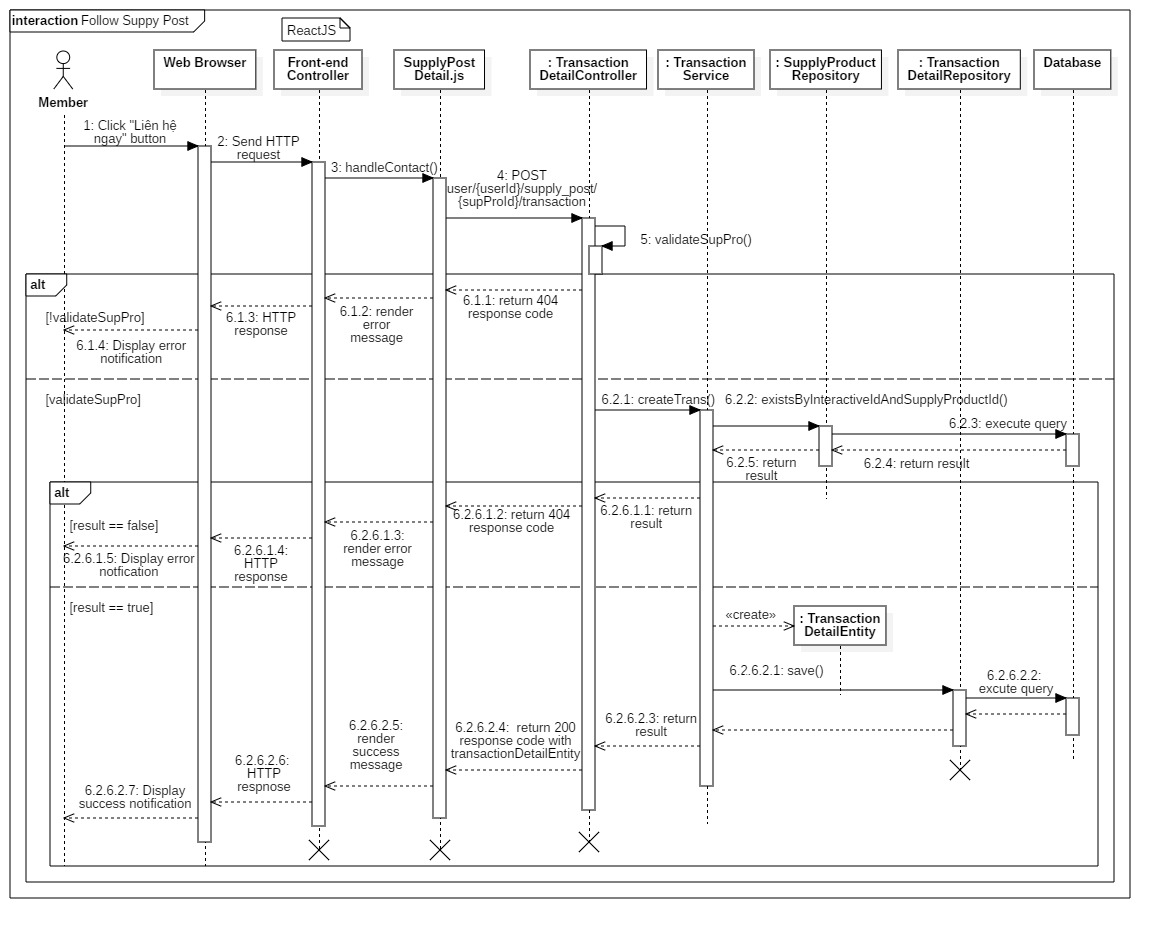 interaction Follow Suppy Post
ReactJS
Member
Web Browser
Front-end
Controller
SupplyPost
Detail.js
: Transaction
DetailController
: Transaction
Service
: SupplyProduct
Repository
: Transaction
DetailRepository
Database
1: Click "Liên hệ
ngay" button
2: Send HTTP
request
3: handleContact()
4: POST
user/{userId}/supply_post/
{supProId}/transaction
5: validateSupPro()
alt
[!validateSupPro]
6.1.1: return 404
response code
6.1.2: render
error
message
6.1.3: HTTP
response
6.1.4: Display error
notification
[validateSupPro]
6.2.1: createTrans()
6.2.2: existsByInteractiveIdAndSupplyProductId()
6.2.3: execute query
6.2.4: return result
6.2.5: return
result
alt
[result == false]
6.2.6.1.1: return
result
6.2.6.1.2: return 404
response code
6.2.6.1.3:
render error
message
6.2.6.1.4:
HTTP
response
6.2.6.1.5: Display error
notfication
[result == true]
«create»
: Transaction
DetailEntity
6.2.6.2.1: save()
6.2.6.2.2:
excute query
6.2.6.2.3: return
result
6.2.6.2.4: return 200
response code with
transactionDetailEntity
6.2.6.2.5:
render
success
message
6.2.6.2.6:
HTTP
respnose
6.2.6.2.7: Display
success notification